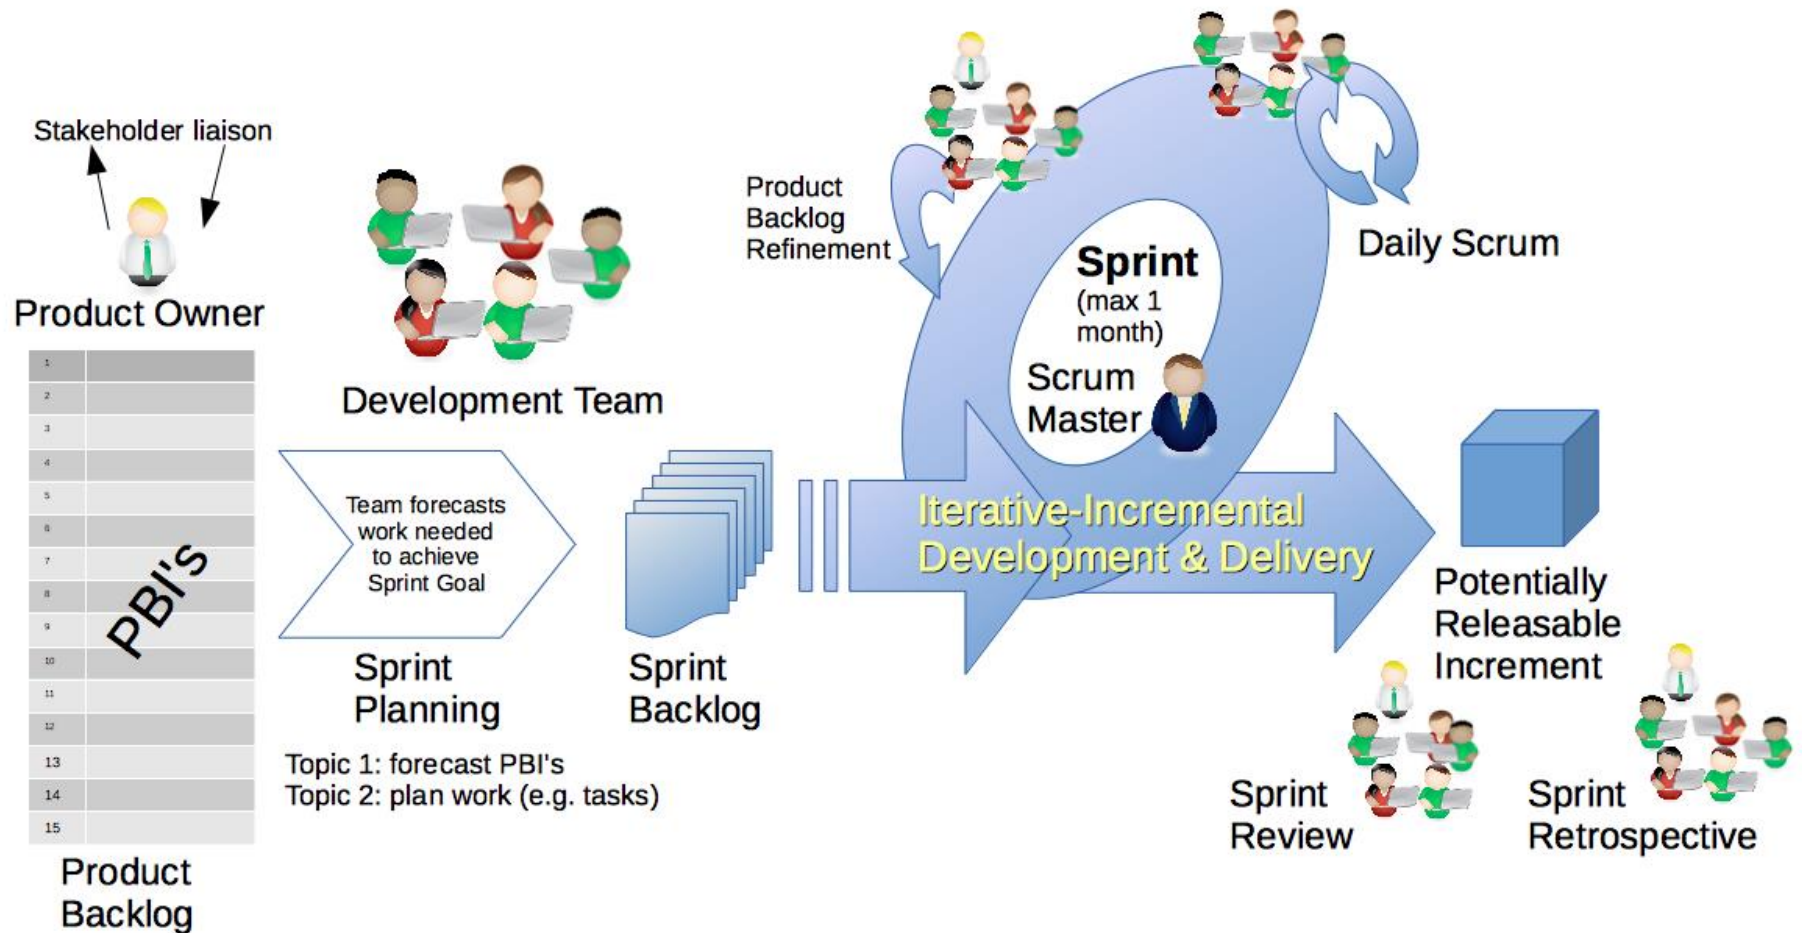 Stakeholder liaison
Product Owner
1
2
3
4
5
6
7
8
9
10
11
12
13
14
15
PBI's
Product
Backlog
Development Team
Team forecasts
work needed
to achieve
Sprint Goal
Sprint
Planning
Topic 1: forecast PBI's
Topic 2: plan work (e.g. tasks)
Sprint
Backlog
Product
Backlog
Refinement
Sprint
(max 1
month)
Scrum
Master
Daily Scrum
Iterative-Incremental
Development & Delivery
Potentially
Releasable
Increment
Sprint
Review
Sprint
Retrospective